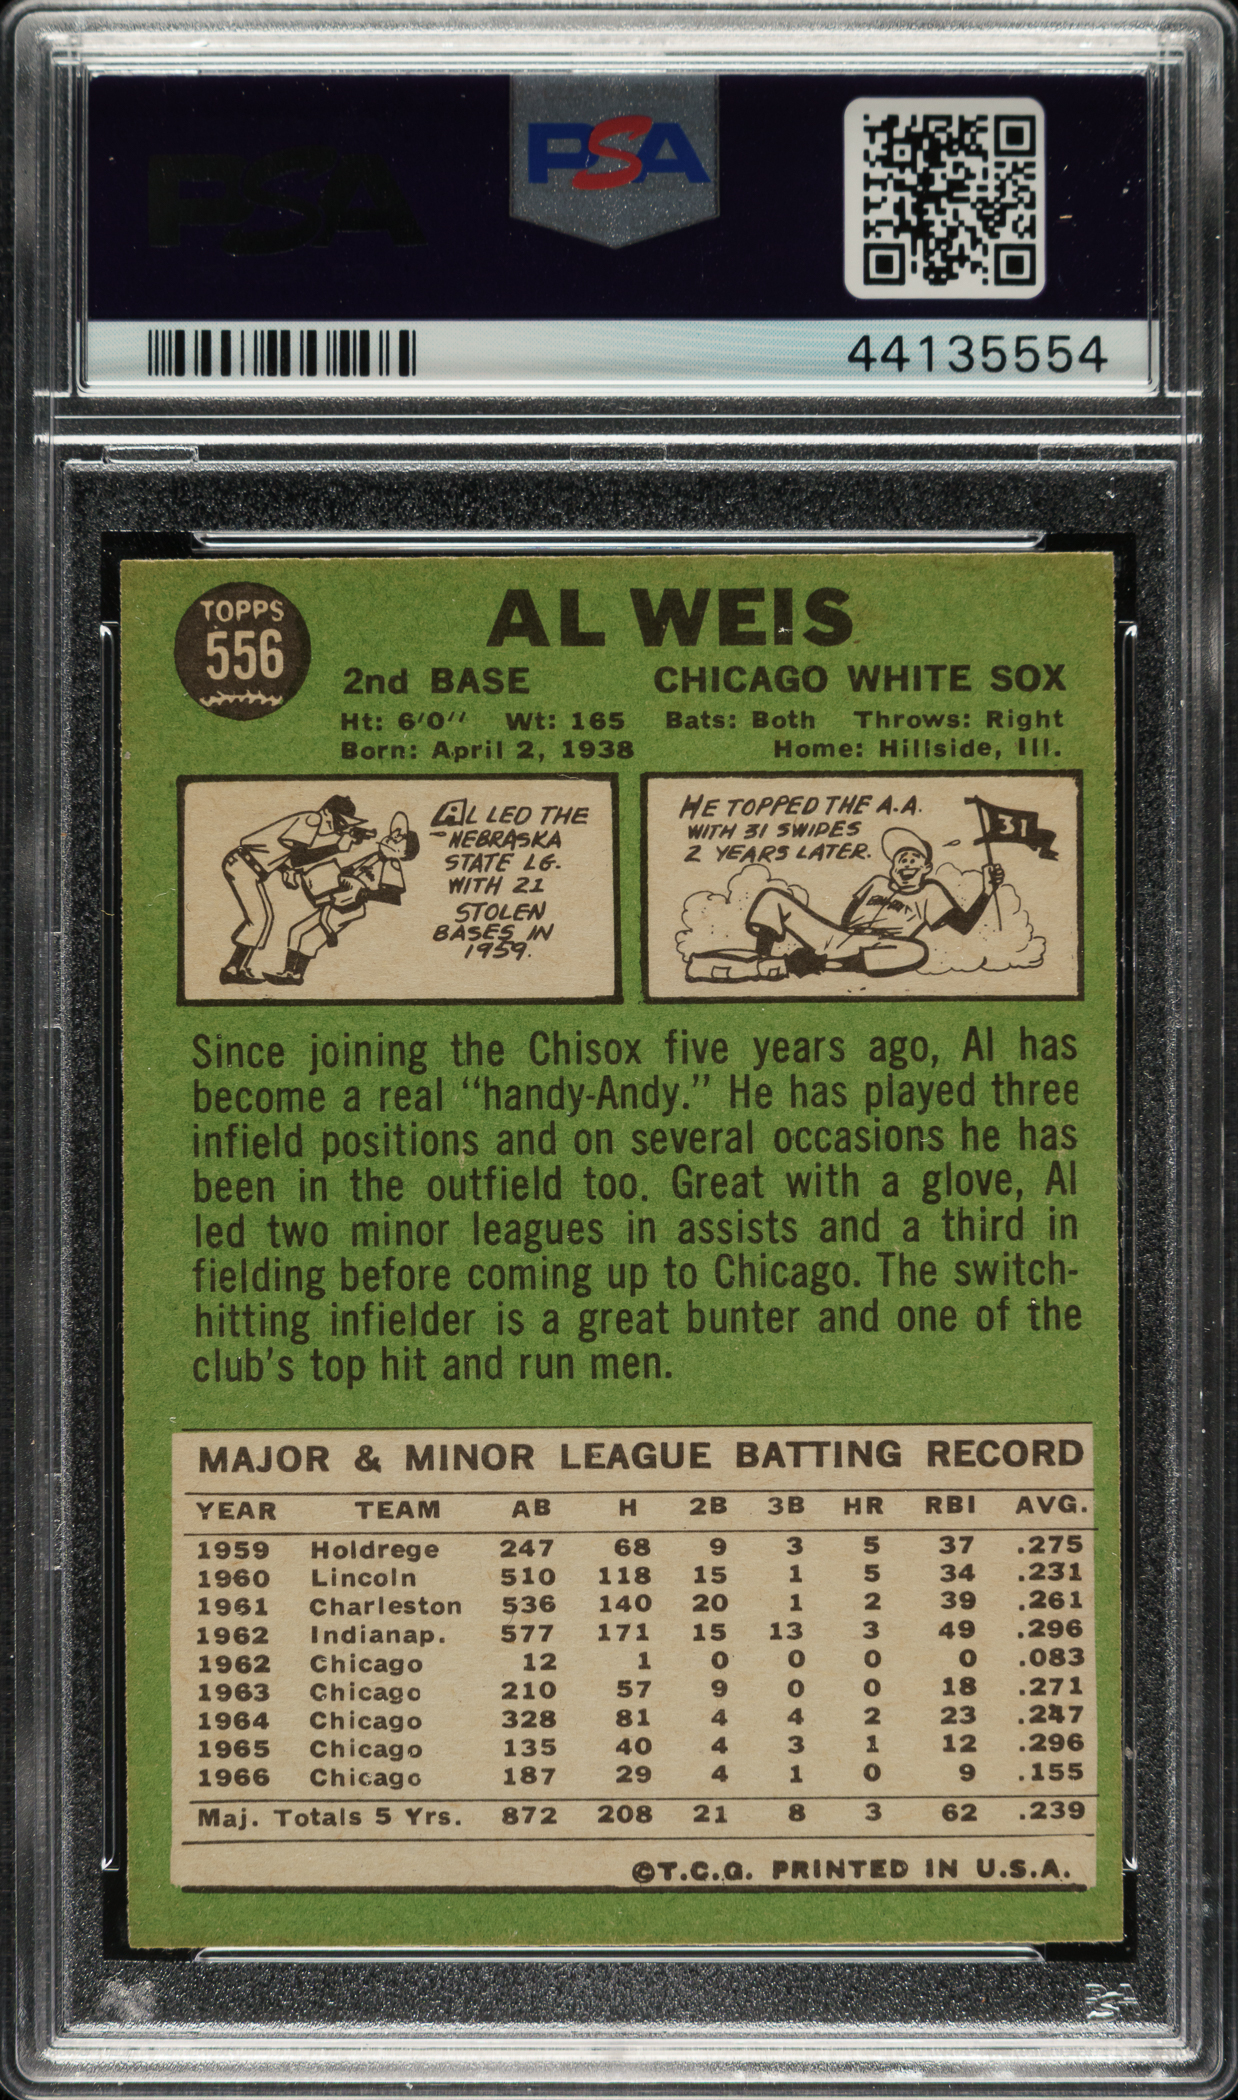 PSA
PSA
44135554
TOPPS
556
AL WEIS
2nd BASE CHICAGO WHITE SOX
Ht: 6'0'' Wt: 165 Bats: Both Throws: Right
Born: April 2, 1938 Home: Hillside, Ill.
AL LED THE
NEBRASKA
STATE LG.
WITH 21
STOLEN
BASES IN
1959.
HE TOPPED THE A.A.
WITH 31 SWIPES
2 YEARS LATER.
31
Since joining the Chisox five years ago, Al has
become a real "handy-Andy." He has played three
infield positions and on several occasions he has
been in the outfield too. Great with a glove, Al
led two minor leagues in assists and a third in
fielding before coming up to Chicago. The switch-
hitting infielder is a great bunter and one of the
club's top hit and run men.
MAJOR & MINOR LEAGUE BATTING RECORD
YEAR TEAM AB H 2B 3B HR RBI AVG.
1959 Holdrege 247 68 9 3 5 37 .275
1960 Lincoln 510 118 15 1 5 34 .231
1961 Charleston 536 140 20 1 2 39 .261
1962 Indianap. 577 171 15 13 3 49 .296
1962 Chicago 12 1 0 0 0 0 .083
1963 Chicago 210 57 9 0 0 18 .271
1964 Chicago 328 81 4 4 2 23 .247
1965 Chicago 135 40 4 3 1 12 .296
1966 Chicago 187 29 4 1 0 9 .155
Maj. Totals 5 Yrs. 872 208 21 8 3 62 .239
©T.C.G. PRINTED IN U.S.A.
PSA